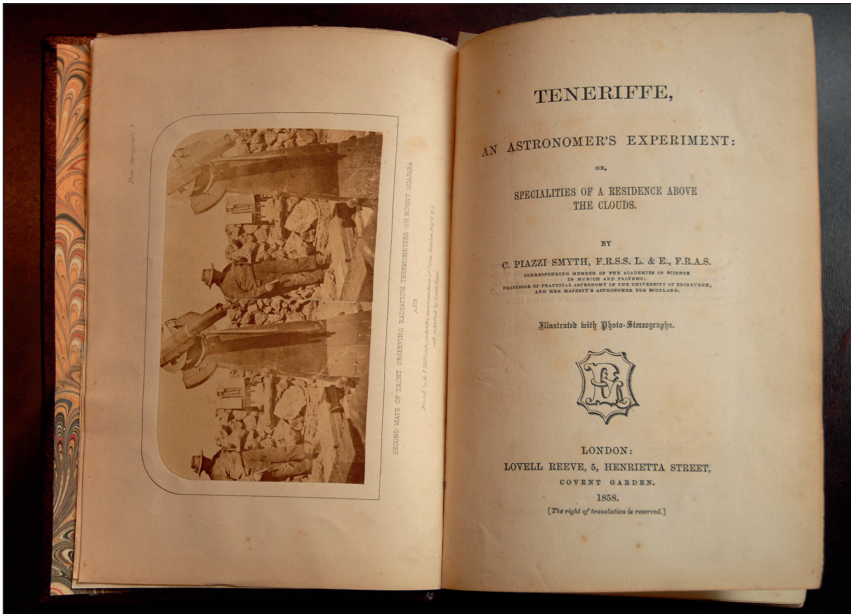 Photo-Stereograph,
SECOND MATE OF YACHT OBSERVING RADIATION THERMOMETERS ON MOUNT GUAJARA
TENERIFFE,
AN ASTRONOMER'S EXPERIMENT:
OR,
SPECIALITIES OF A RESIDENCE ABOVE
THE CLOUDS.
BY
C. PIAZZI SMYTH, F.R.S.S. L. & E., F.R.A.S.
CORRESPONDING MEMBER OF THE ACADEMIES OF SCIENCE
IN MUNICH AND PALERMO;
PROFESSOR OF PRACTICAL ASTRONOMY IN THE UNIVERSITY OF EDINBURGH,
AND HER MAJESTY'S ASTRONOMER FOR SCOTLAND.
Illustrated with Photo-Stereographs.
LONDON:
LOVELL REEVE, 5, HENRIETTA STREET,
COVENT GARDEN.
1858.
[The right of translation is reserved.]